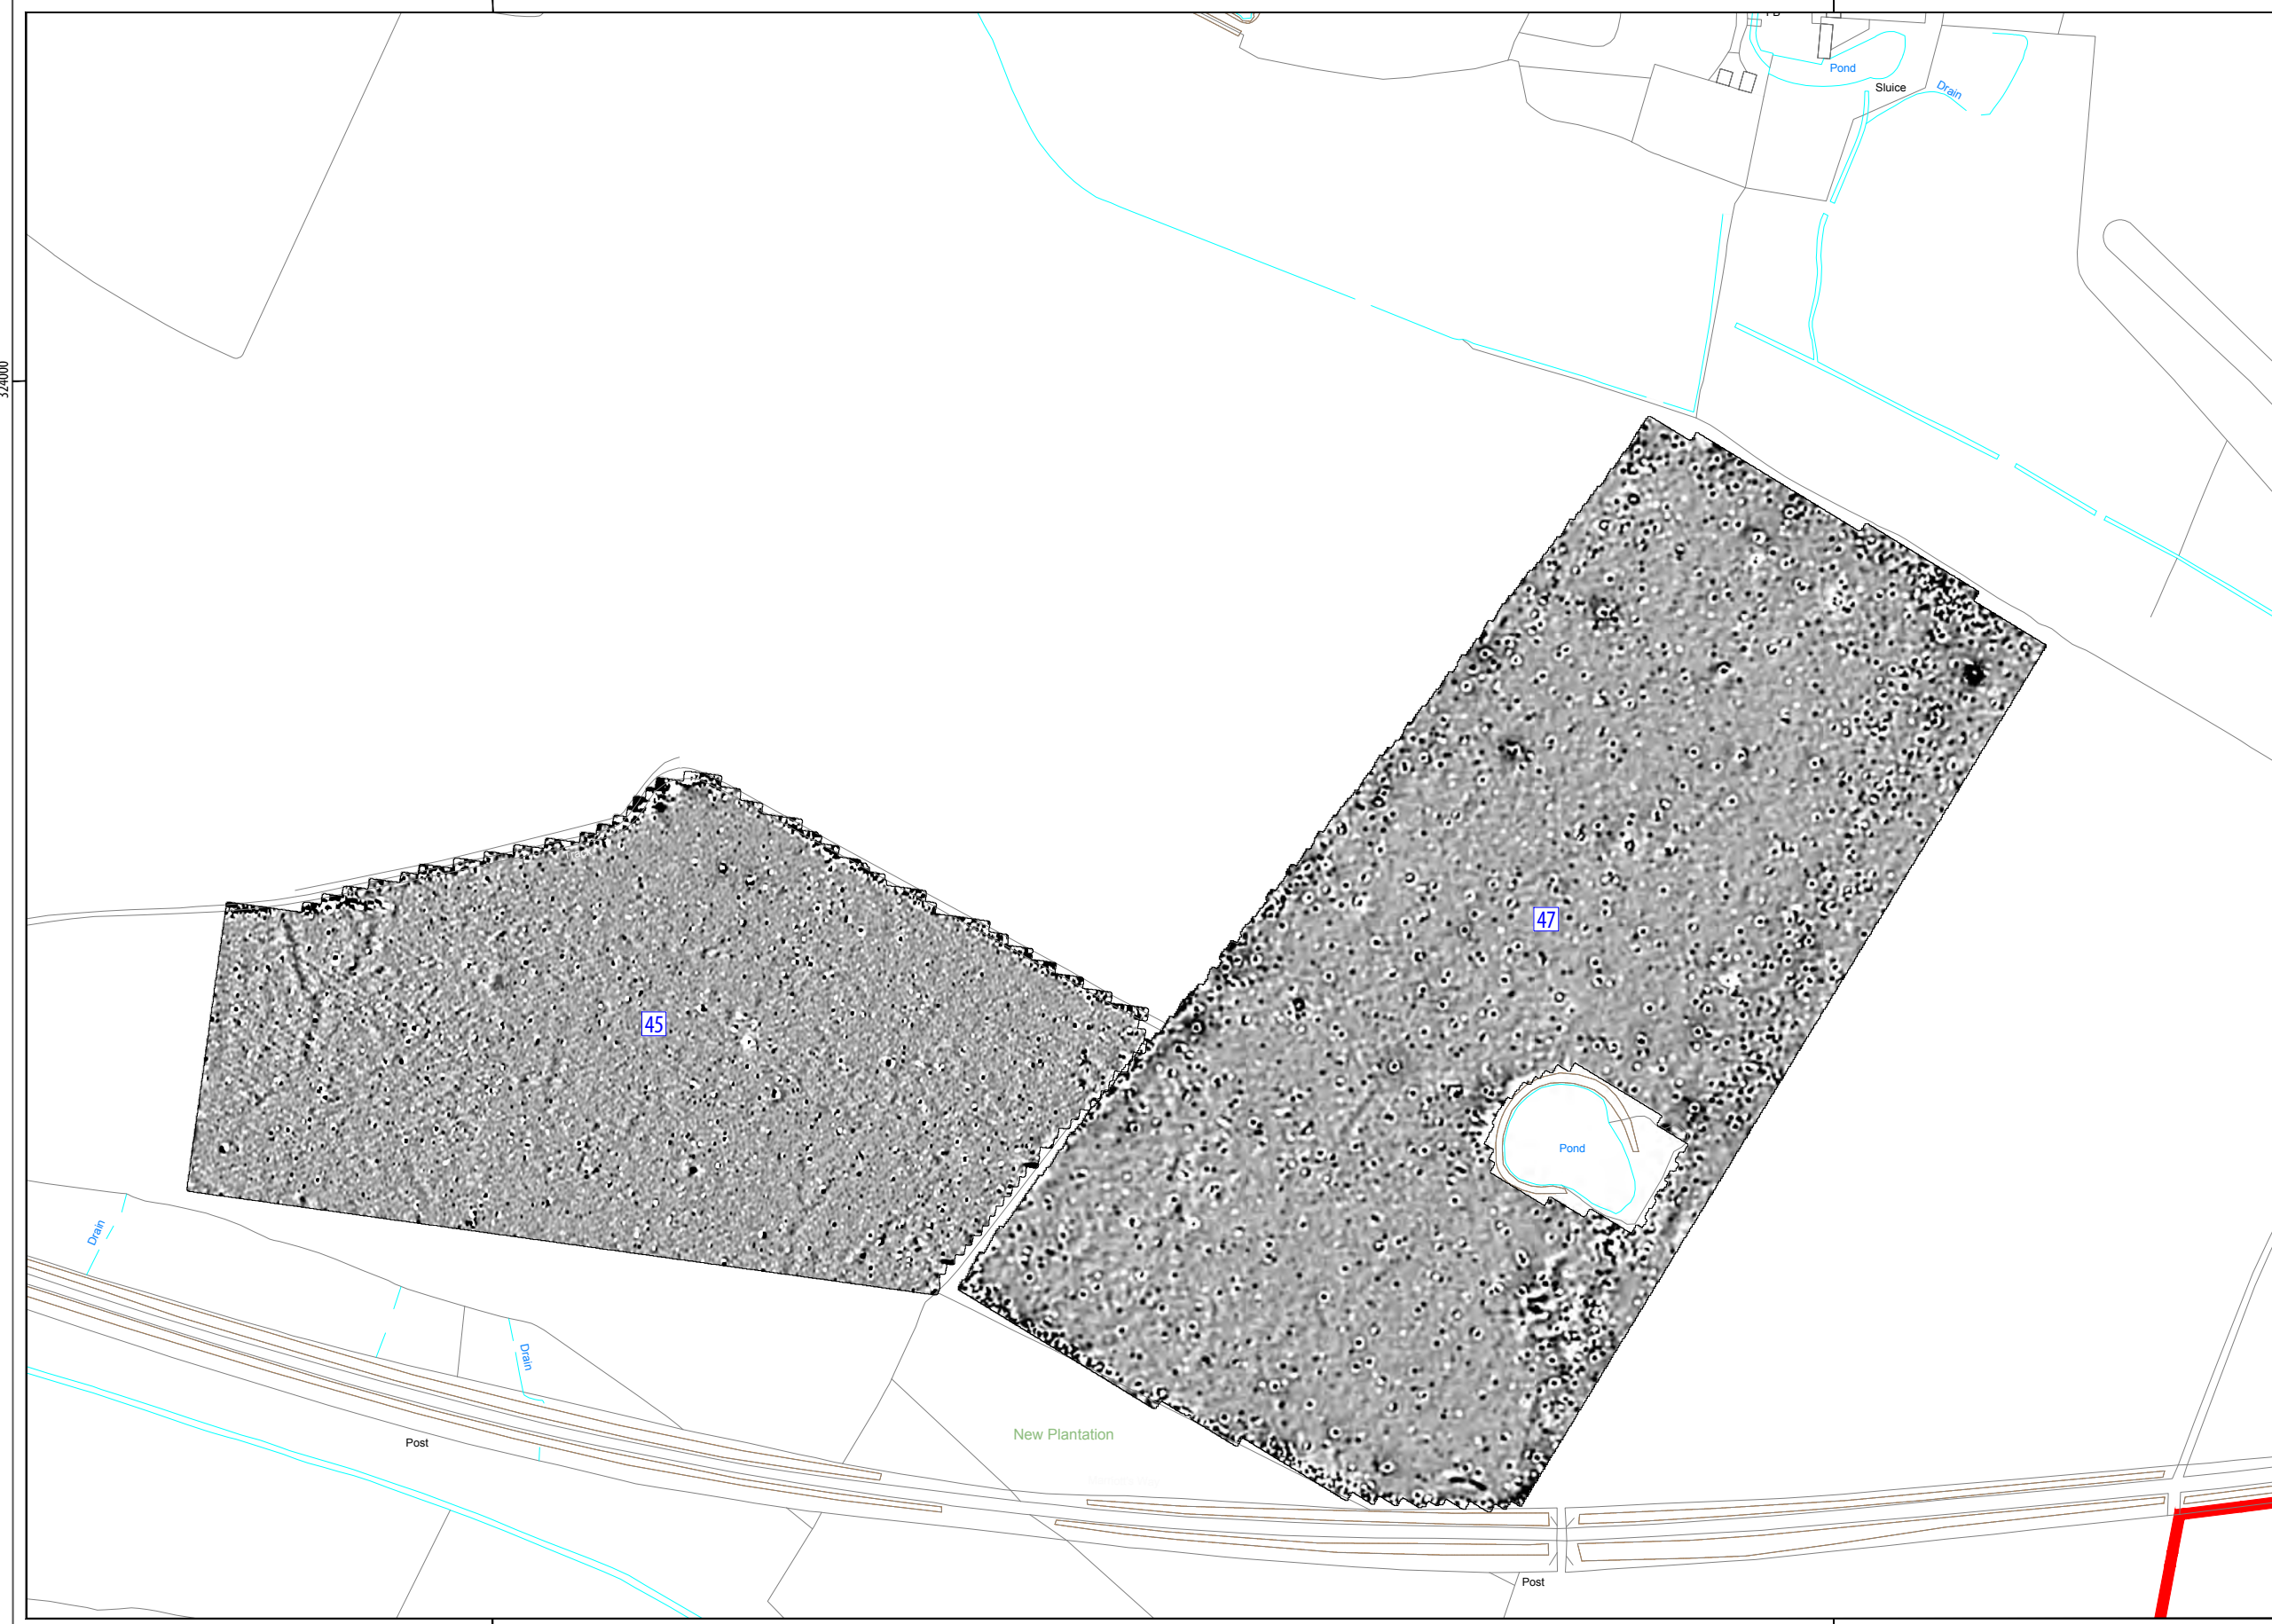 Pond
Sluice
Drain
324000
47
45
Pond
Drain
Drain
New Plantation
Post
Post